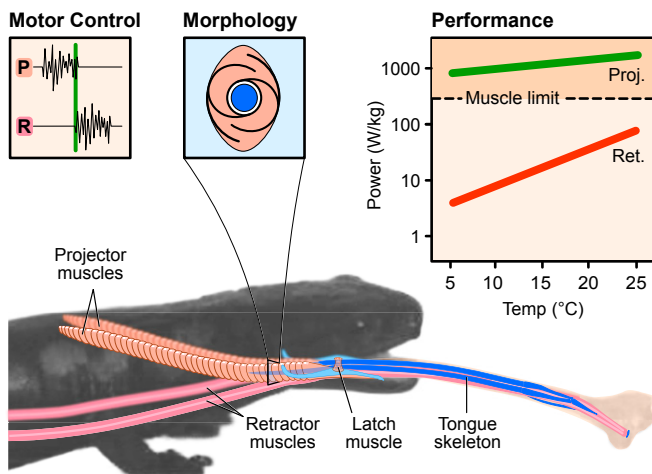 Motor Control
P
R
Morphology
Performance
Power (W/kg)
1000
100
10
1
Proj.
Muscle limit
Ret.
5
10
15
20
25
Temp (°C)
Projector
muscles
Retractor
muscles
Latch
muscle
Tongue
skeleton